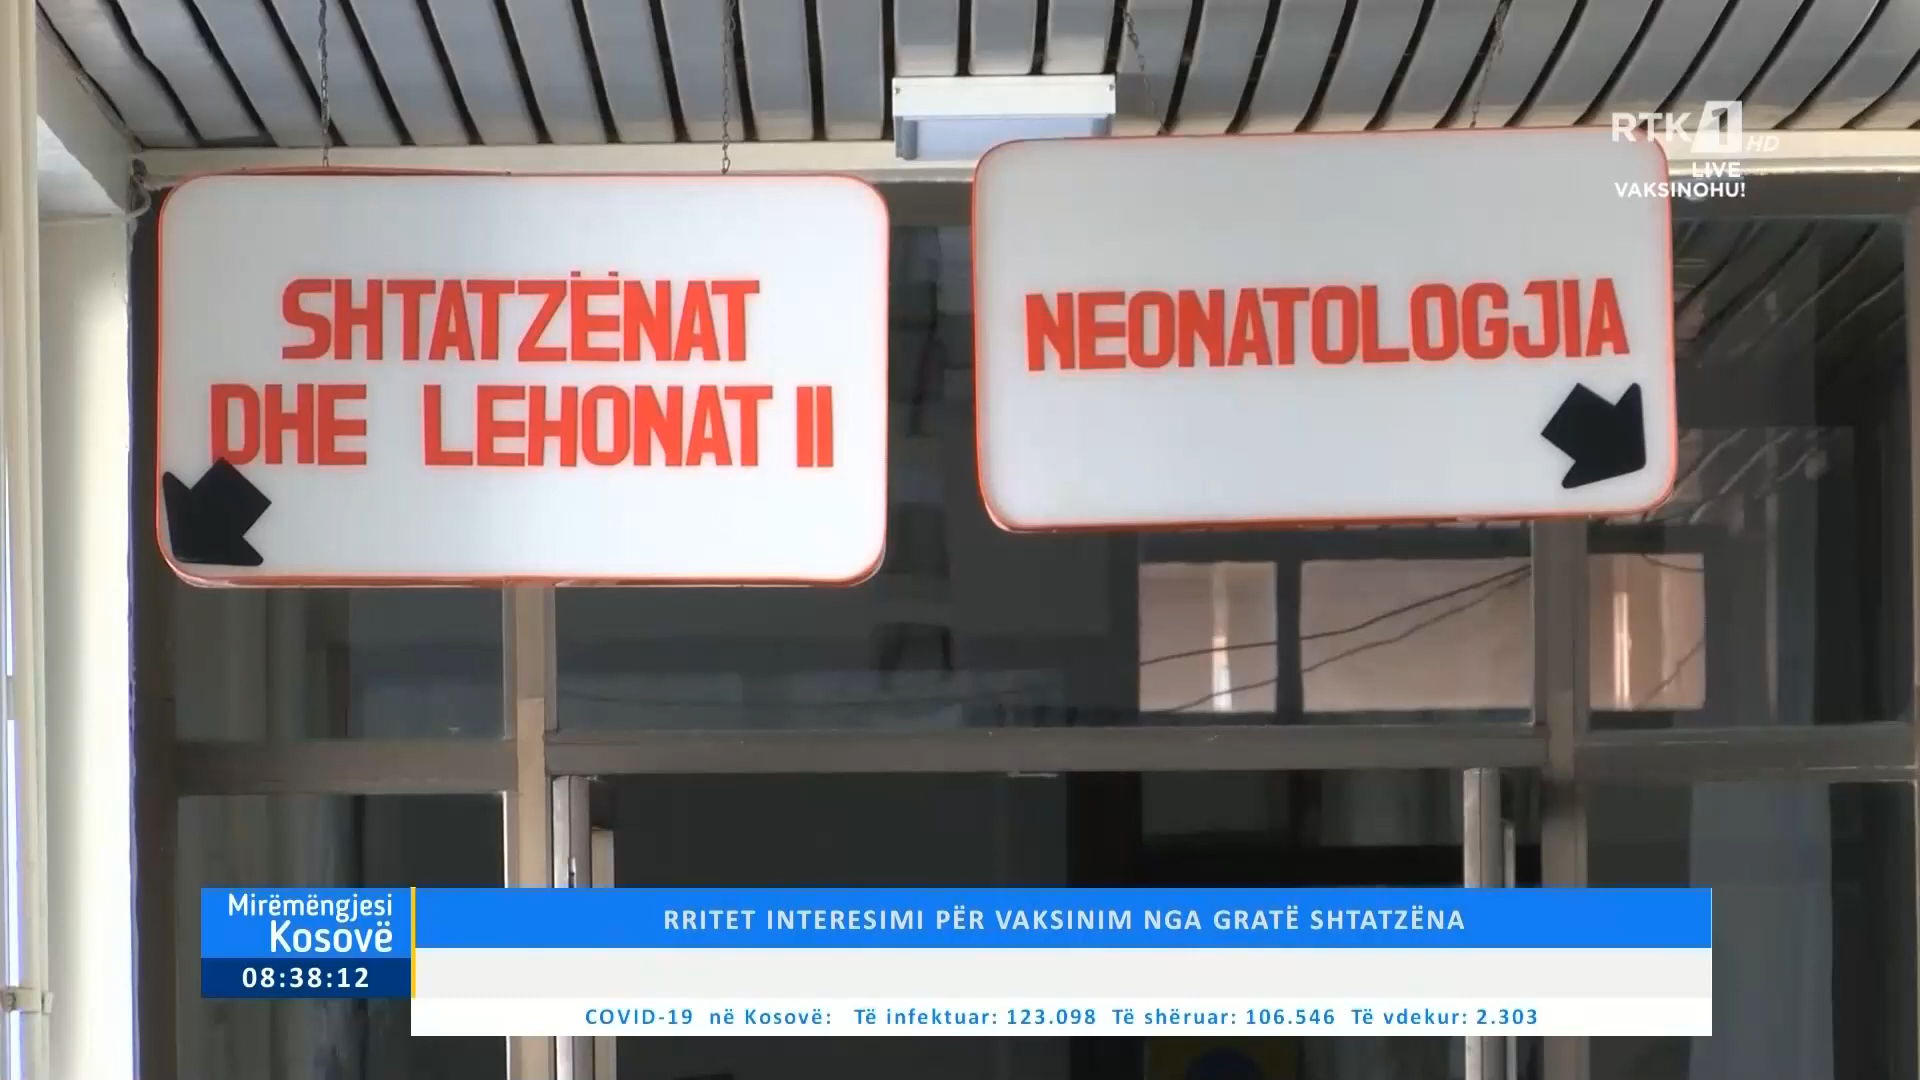 RTK 1 HD
LIVE
VAKSINOHU!
SHTATZËNAT
DHE LEHONAT II
NEONATOLOGJIA
Mirëmëngjesi
Kosovë
08:38:12
RRITET INTERESIMI PËR VAKSINIM NGA GRATË SHTATZËNA
COVID-19 në Kosovë: Të infektuar: 123.098 Të shëruar: 106.546 Të vdekur: 2.303